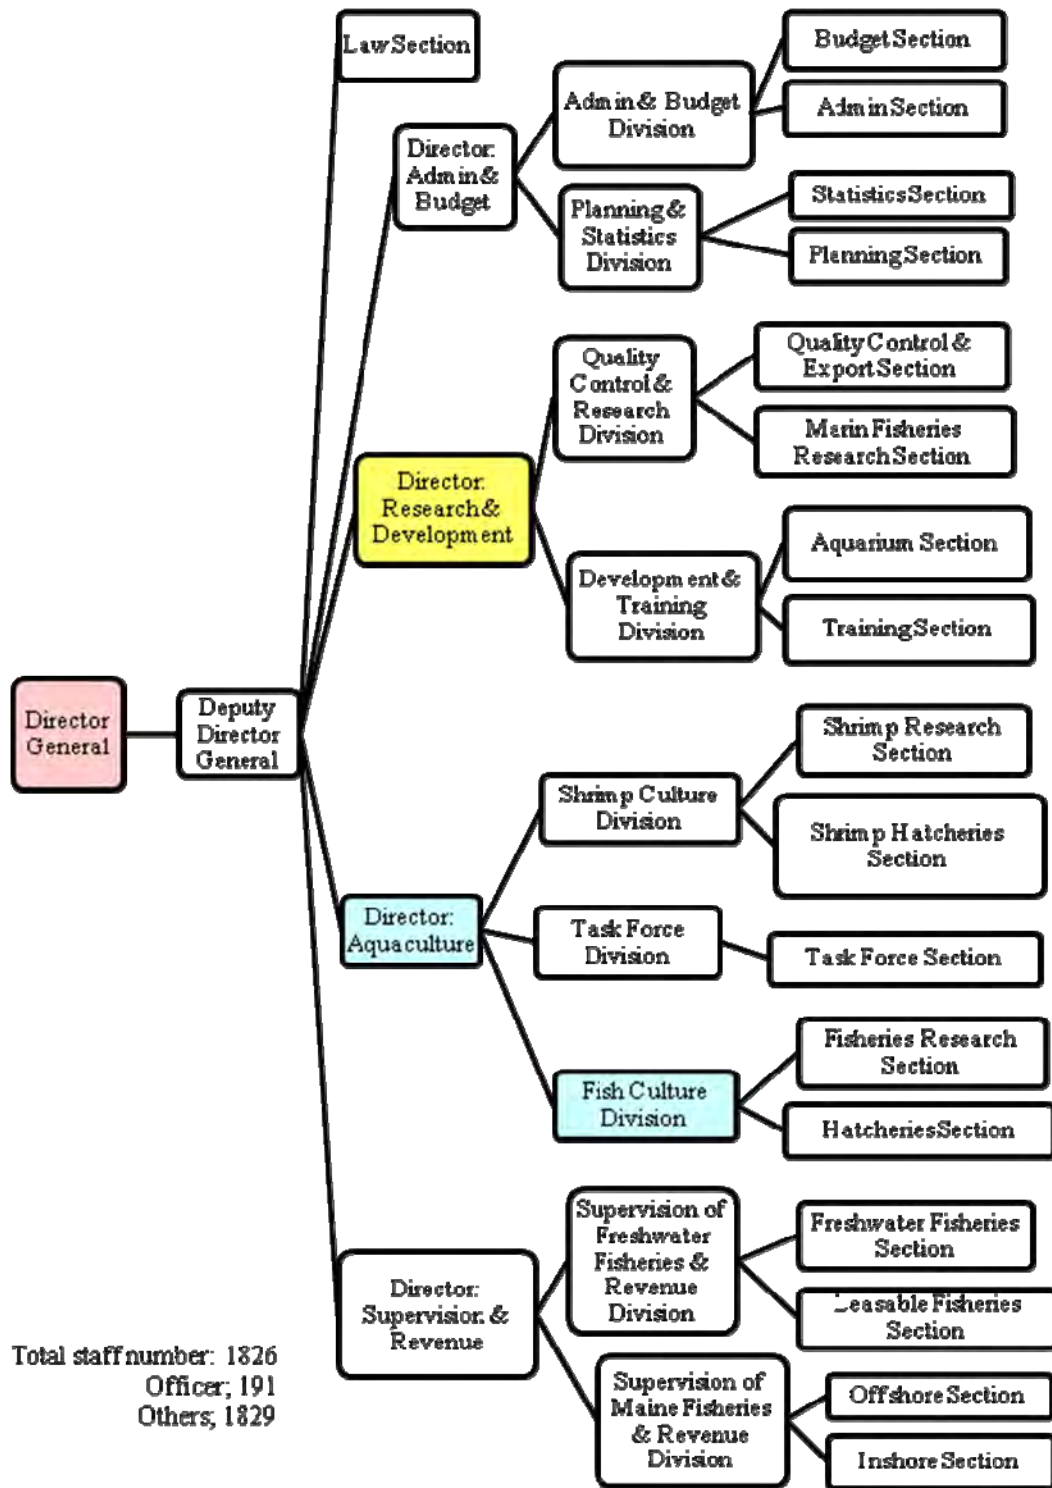 Law Section
Budget Section
Admin & Budget
Division
Admin Section
Director:
Admin &
Budget
Statistics Section
Planning &
Statistics
Division
Planning Section
Quality Control &
Export Section
Quality
Control &
Research
Division
Marin Fisheries
Research Section
Director:
Research &
Development
Aquarium Section
Development &
Training
Division
Training Section
Director
General
Deputy
Director
General
Shrimp Research
Section
Shrimp Culture
Division
Shrimp Hatcheries
Section
Director:
Aquaculture
Task Force
Division
Task Force Section
Fisheries Research
Section
Fish Culture
Division
Hatcheries Section
Supervision of
Freshwater
Fisheries &
Revenue
Division
Freshwater Fisheries
Section
Director:
Supervision &
Revenue
Leasable Fisheries
Section
Supervision of
Maine Fisheries
& Revenue
Division
Offshore Section
Inshore Section
Total staff number: 1826
Officer; 191
Others; 1829